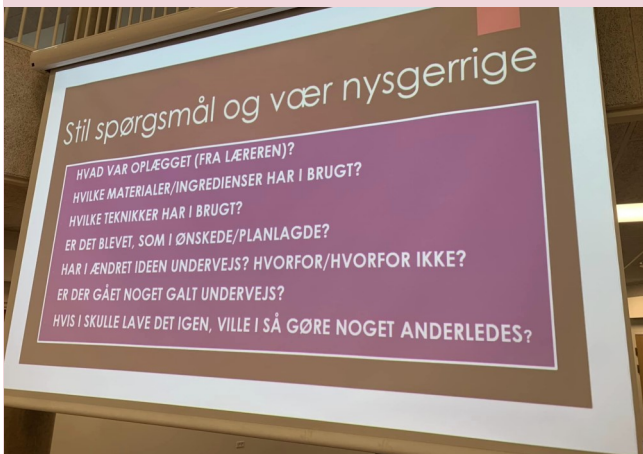 Stil spørgsmål og vær nysgerrige
HVAD VAR OPLÆGGET (FRA LÆREREN)?
HVILKE MATERIALER/INGREDIENSER HAR I BRUGT?
HVILKE TEKNIKKER HAR I BRUGT?
ER DET BLEVET, SOM I ØNSKEDE/PLANLAGDE?
HAR I ÆNDRET IDEEN UNDERVEJS? HVORFOR/HVORFOR IKKE?
ER DER GÅET NOGET GALT UNDERVEJS?
HVIS I SKULLE LAVE DET IGEN, VILLE I SÅ GØRE NOGET ANDERLEDES?